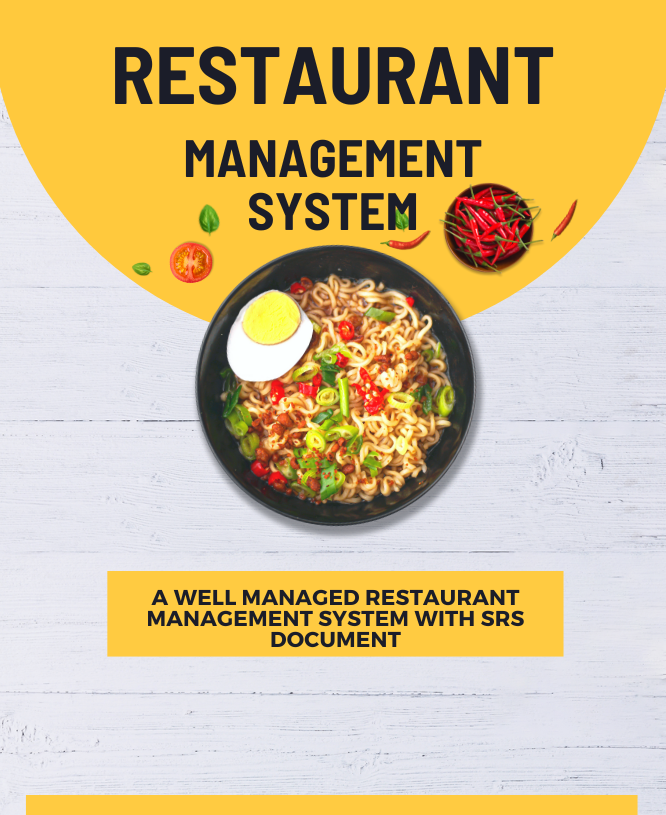 RESTAURANT
MANAGEMENT
SYSTEM
A WELL MANAGED RESTAURANT
MANAGEMENT SYSTEM WITH SRS
DOCUMENT